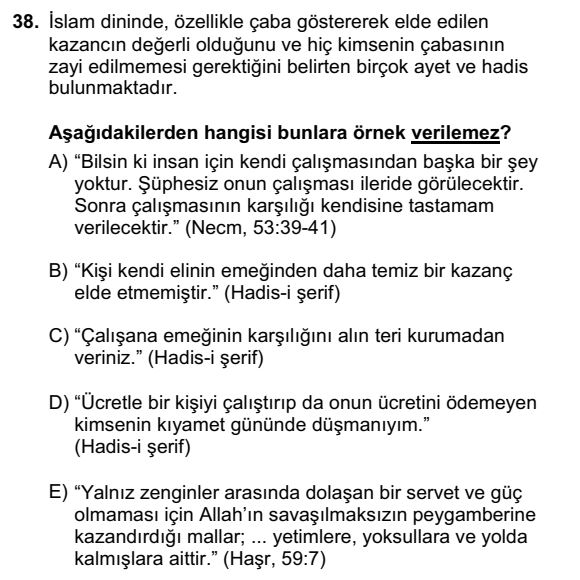 38. İslam dininde, özellikle çaba göstererek elde edilen
kazancın değerli olduğunu ve hiç kimsenin çabasının
zayi edilmemesi gerektiğini belirten birçok ayet ve hadis
bulunmaktadır.
Aşağıdakilerden hangisi bunlara örnek verilemez?
A) “Bilsin ki insan için kendi çalışmasından başka bir şey
yoktur. Şüphesiz onun çalışması ileride görülecektir.
Sonra çalışmasının karşılığı kendisine tastamam
verilecektir.” (Necm, 53:39-41)
B) “Kişi kendi elinin emeğinden daha temiz bir kazanç
elde etmemiştir.” (Hadis-i şerif)
C) “Çalışana emeğinin karşılığını alın teri kurumadan
veriniz.” (Hadis-i şerif)
D) “Ücretle bir kişiyi çalıştırıp da onun ücretini ödemeyen
kimsenin kıyamet gününde düşmanıyım.”
(Hadis-i şerif)
E) “Yalnız zenginler arasında dolaşan bir servet ve güç
olmaması için Allah’ın savaşılmaksızın peygamberine
kazandırdığı mallar; ... yetimlere, yoksullara ve yolda
kalmışlara aittir.” (Haşr, 59:7)